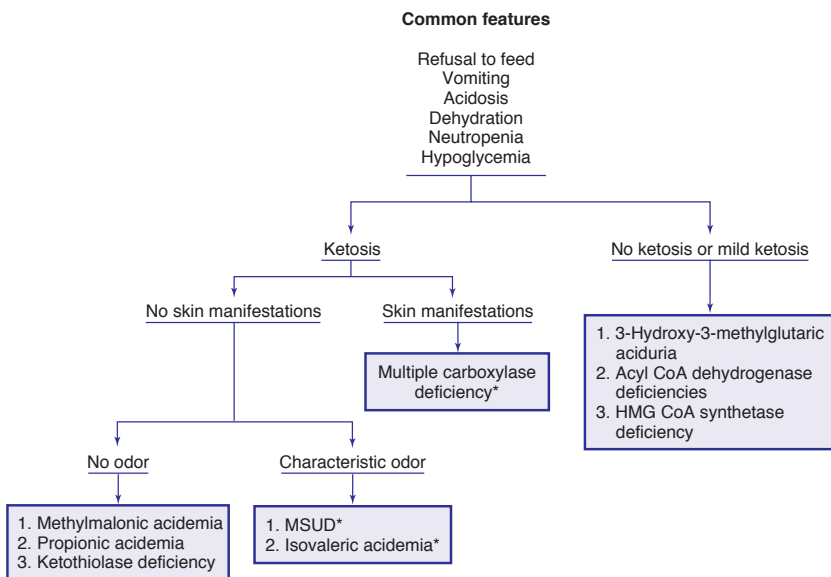 Common features
Refusal to feed
Vomiting
Acidosis
Dehydration
Neutropenia
Hypoglycemia
Ketosis
No ketosis or mild ketosis
No skin manifestations
Skin manifestations
Multiple carboxylase
deficiency*
1. 3-Hydroxy-3-methylglutaric
aciduria
2. Acyl CoA dehydrogenase
deficiencies
3. HMG CoA synthetase
deficiency
No odor
Characteristic odor
1. Methylmalonic acidemia
2. Propionic acidemia
3. Ketothiolase deficiency
1. MSUD*
2. Isovaleric acidemia*